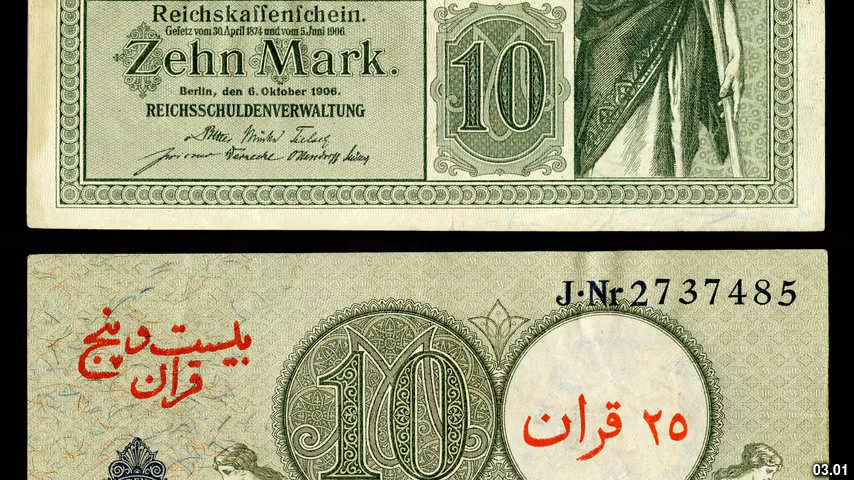 Reichskassenschein.
Gesetz vom 30. April 1874 und vom 5. Juni 1906
Zehn Mark.
Berlin, den 6. Oktober 1906.
REICHSSCHULDENVERWALTUNG
10
J·Nr 2737485
بیست و پنج
قران
10
۲۵ قران
03.01